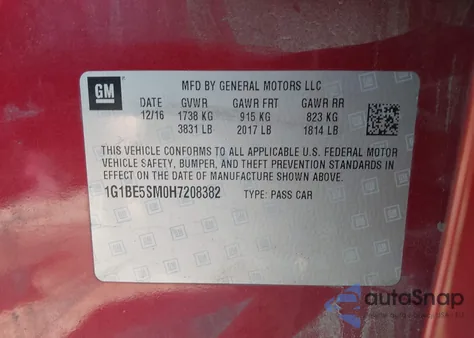 GM
MFD BY GENERAL MOTORS LLC
DATE GVWR GAWR FRT GAWR RR
12/16 1738 KG 915 KG 823 KG
3831 LB 2017 LB 1814 LB
THIS VEHICLE CONFORMS TO ALL APPLICABLE U.S. FEDERAL MOTOR
VEHICLE SAFETY, BUMPER, AND THEFT PREVENTION STANDARDS IN
EFFECT ON THE DATE OF MANUFACTURE SHOWN ABOVE.
1G1BE5SM0H7208382 TYPE: PASS CAR
autoSnap